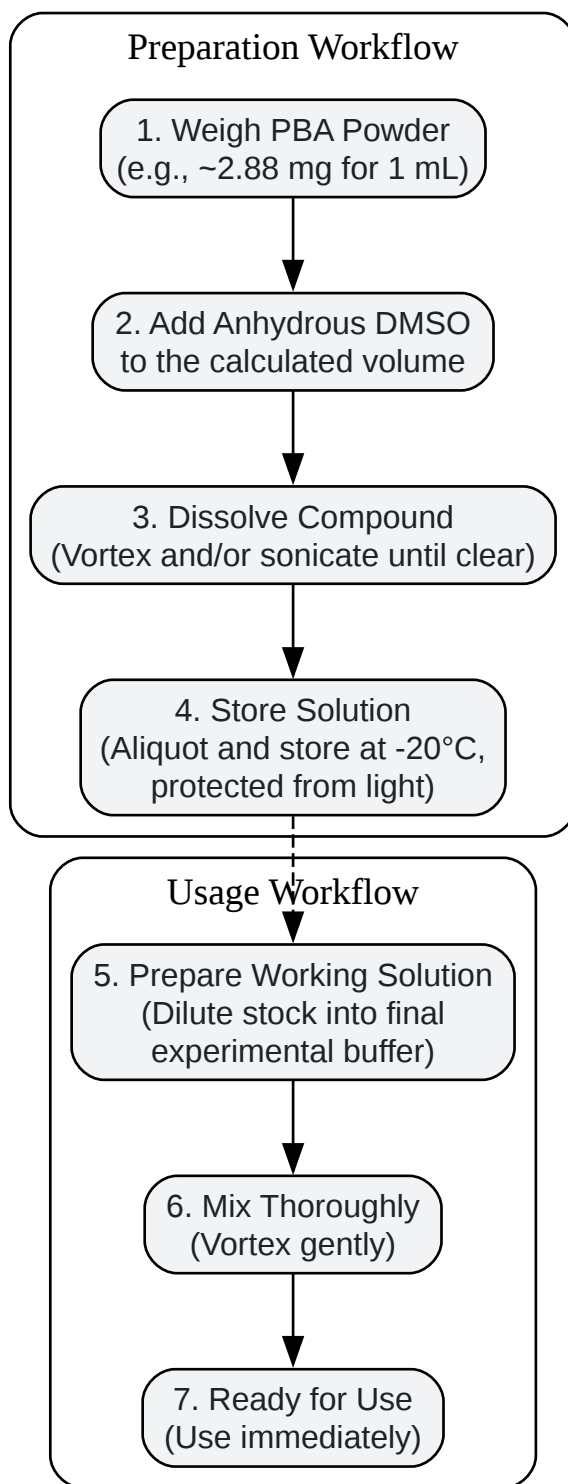 Preparation Workflow
1. Weigh PBA Powder
(e.g., ~2.88 mg for 1 mL)
2. Add Anhydrous DMSO
to the calculated volume
3. Dissolve Compound
(Vortex and/or sonicate until clear)
4. Store Solution
(Aliquot and store at -20°C,
protected from light)
Usage Workflow
5. Prepare Working Solution
(Dilute stock into final
experimental buffer)
6. Mix Thoroughly
(Vortex gently)
7. Ready for Use
(Use immediately)